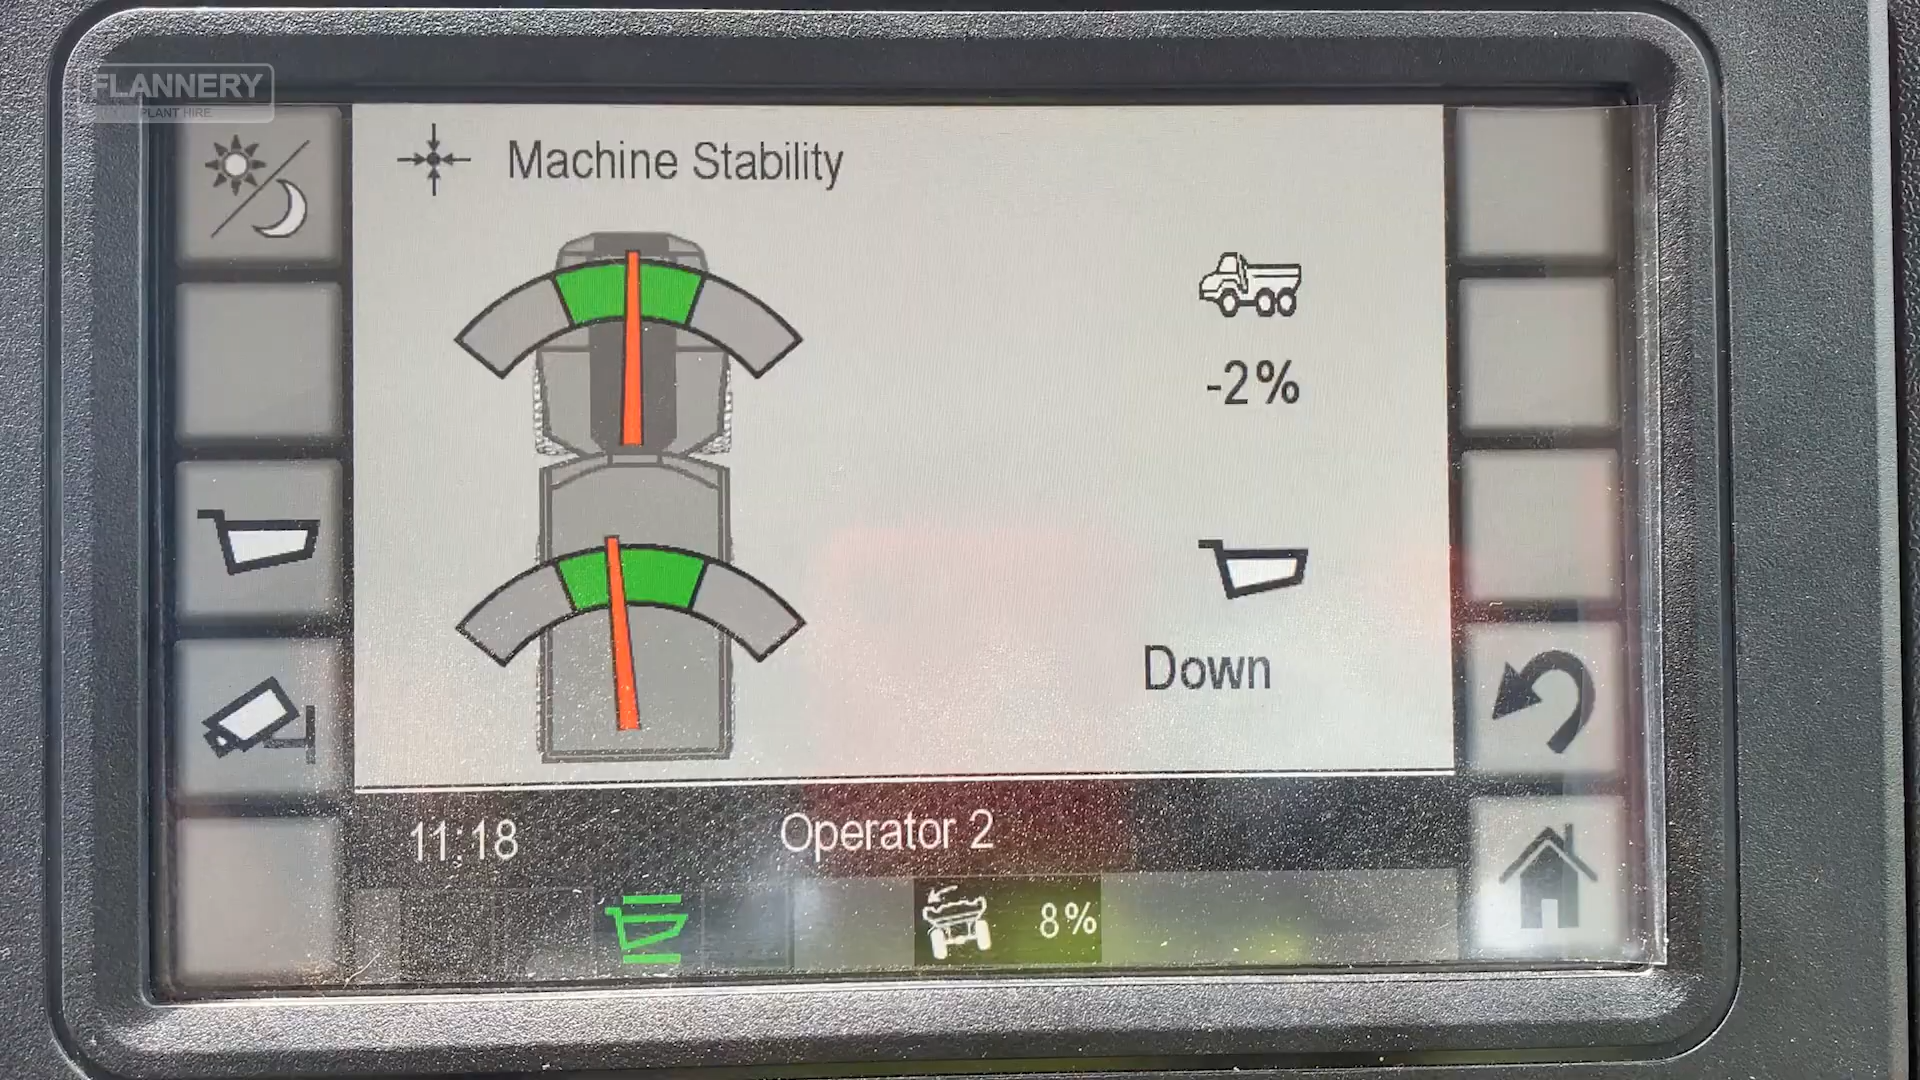 FLANNERY
PLANT HIRE
Machine Stability
-2%
Down
11:18
Operator 2
8%